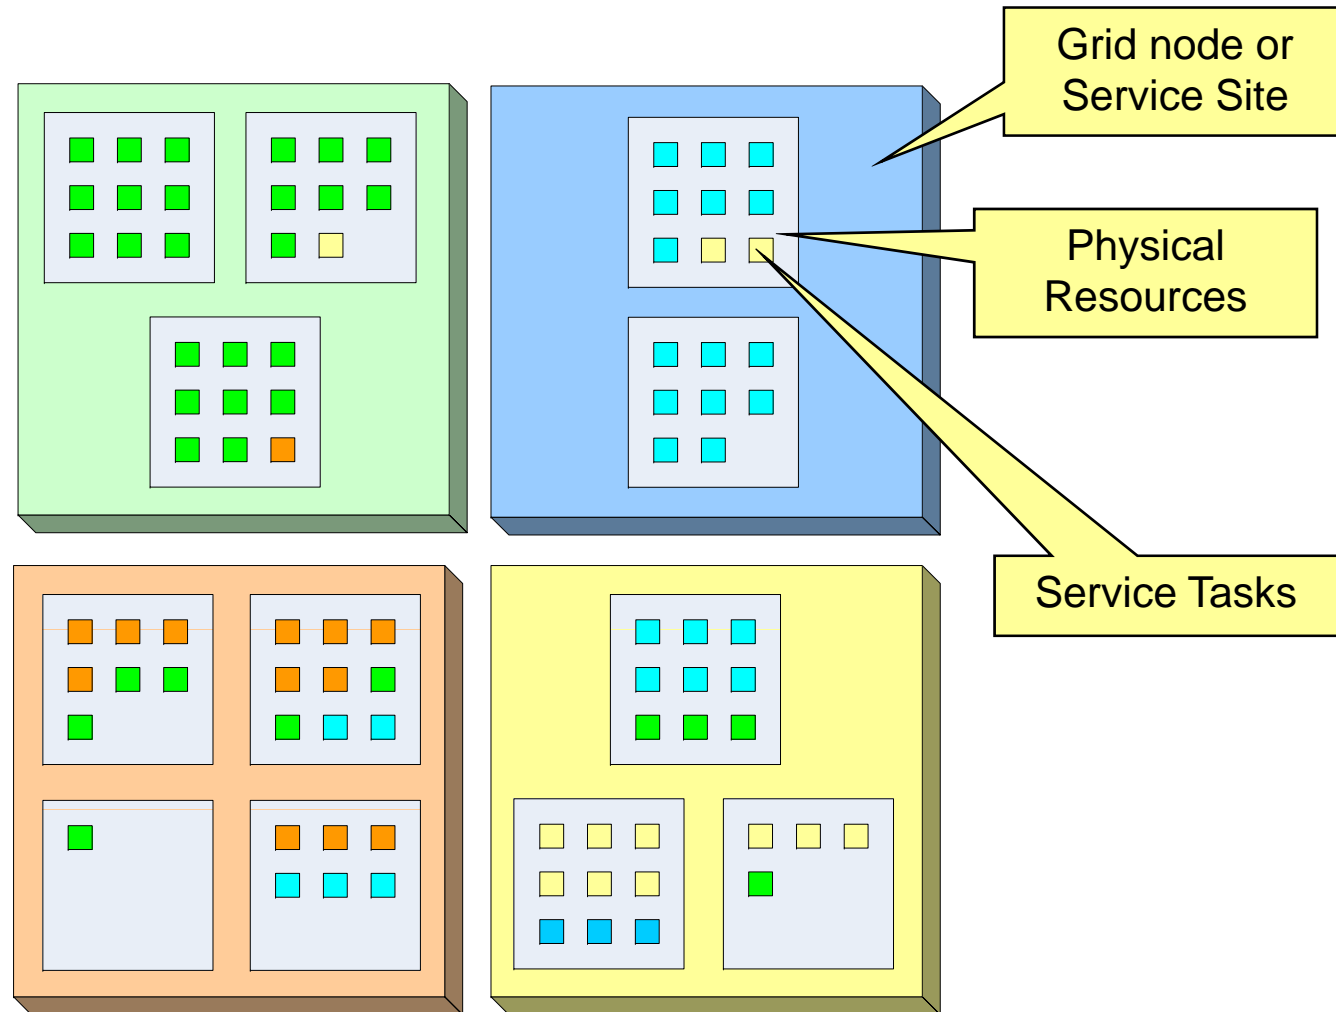 Grid node or
Service Site
Physical
Resources
Service Tasks